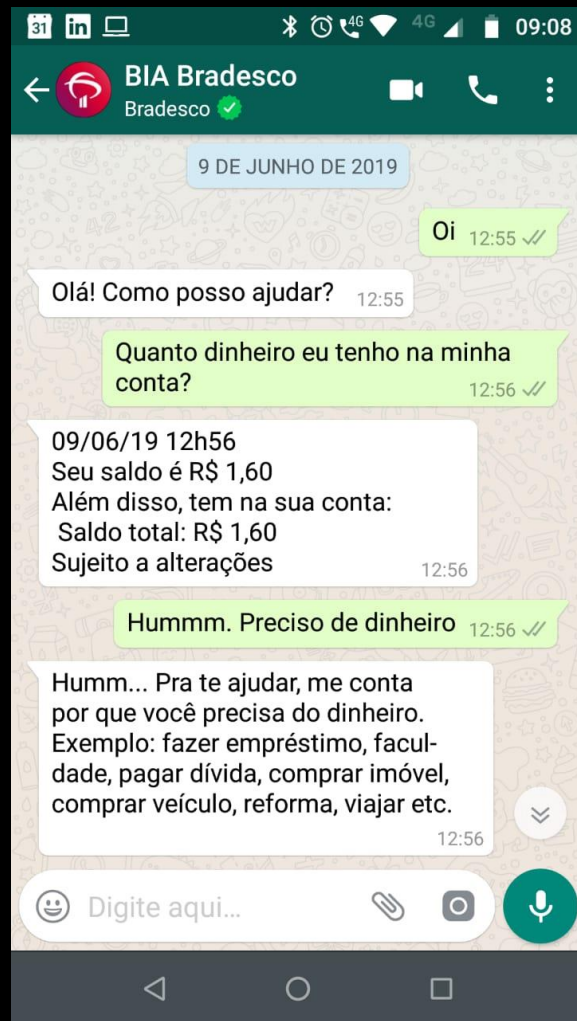 31 in 4G 4G 09:08
BIA Bradesco
Bradesco
9 DE JUNHO DE 2019
Oi 12:55
Olá! Como posso ajudar? 12:55
Quanto dinheiro eu tenho na minha
conta? 12:56
09/06/19 12h56
Seu saldo é R$ 1,60
Além disso, tem na sua conta:
Saldo total: R$ 1,60
Sujeito a alterações 12:56
Hummm. Preciso de dinheiro 12:56
Humm... Pra te ajudar, me conta
por que você precisa do dinheiro.
Exemplo: fazer empréstimo, facul-
dade, pagar dívida, comprar imóvel,
comprar veículo, reforma, viajar etc.
12:56
Digite aqui...